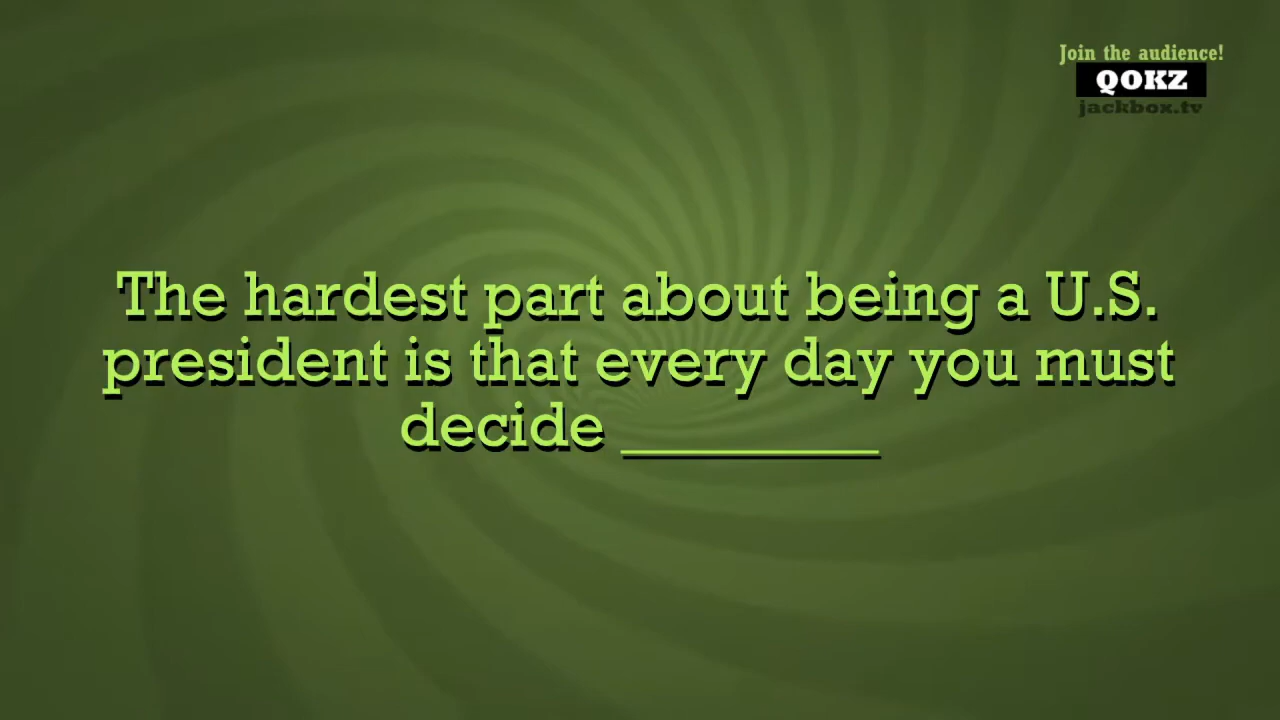 Join the audience!
QOKZ
jackbox.tv
The hardest part about being a U.S.
president is that every day you must
decide ________